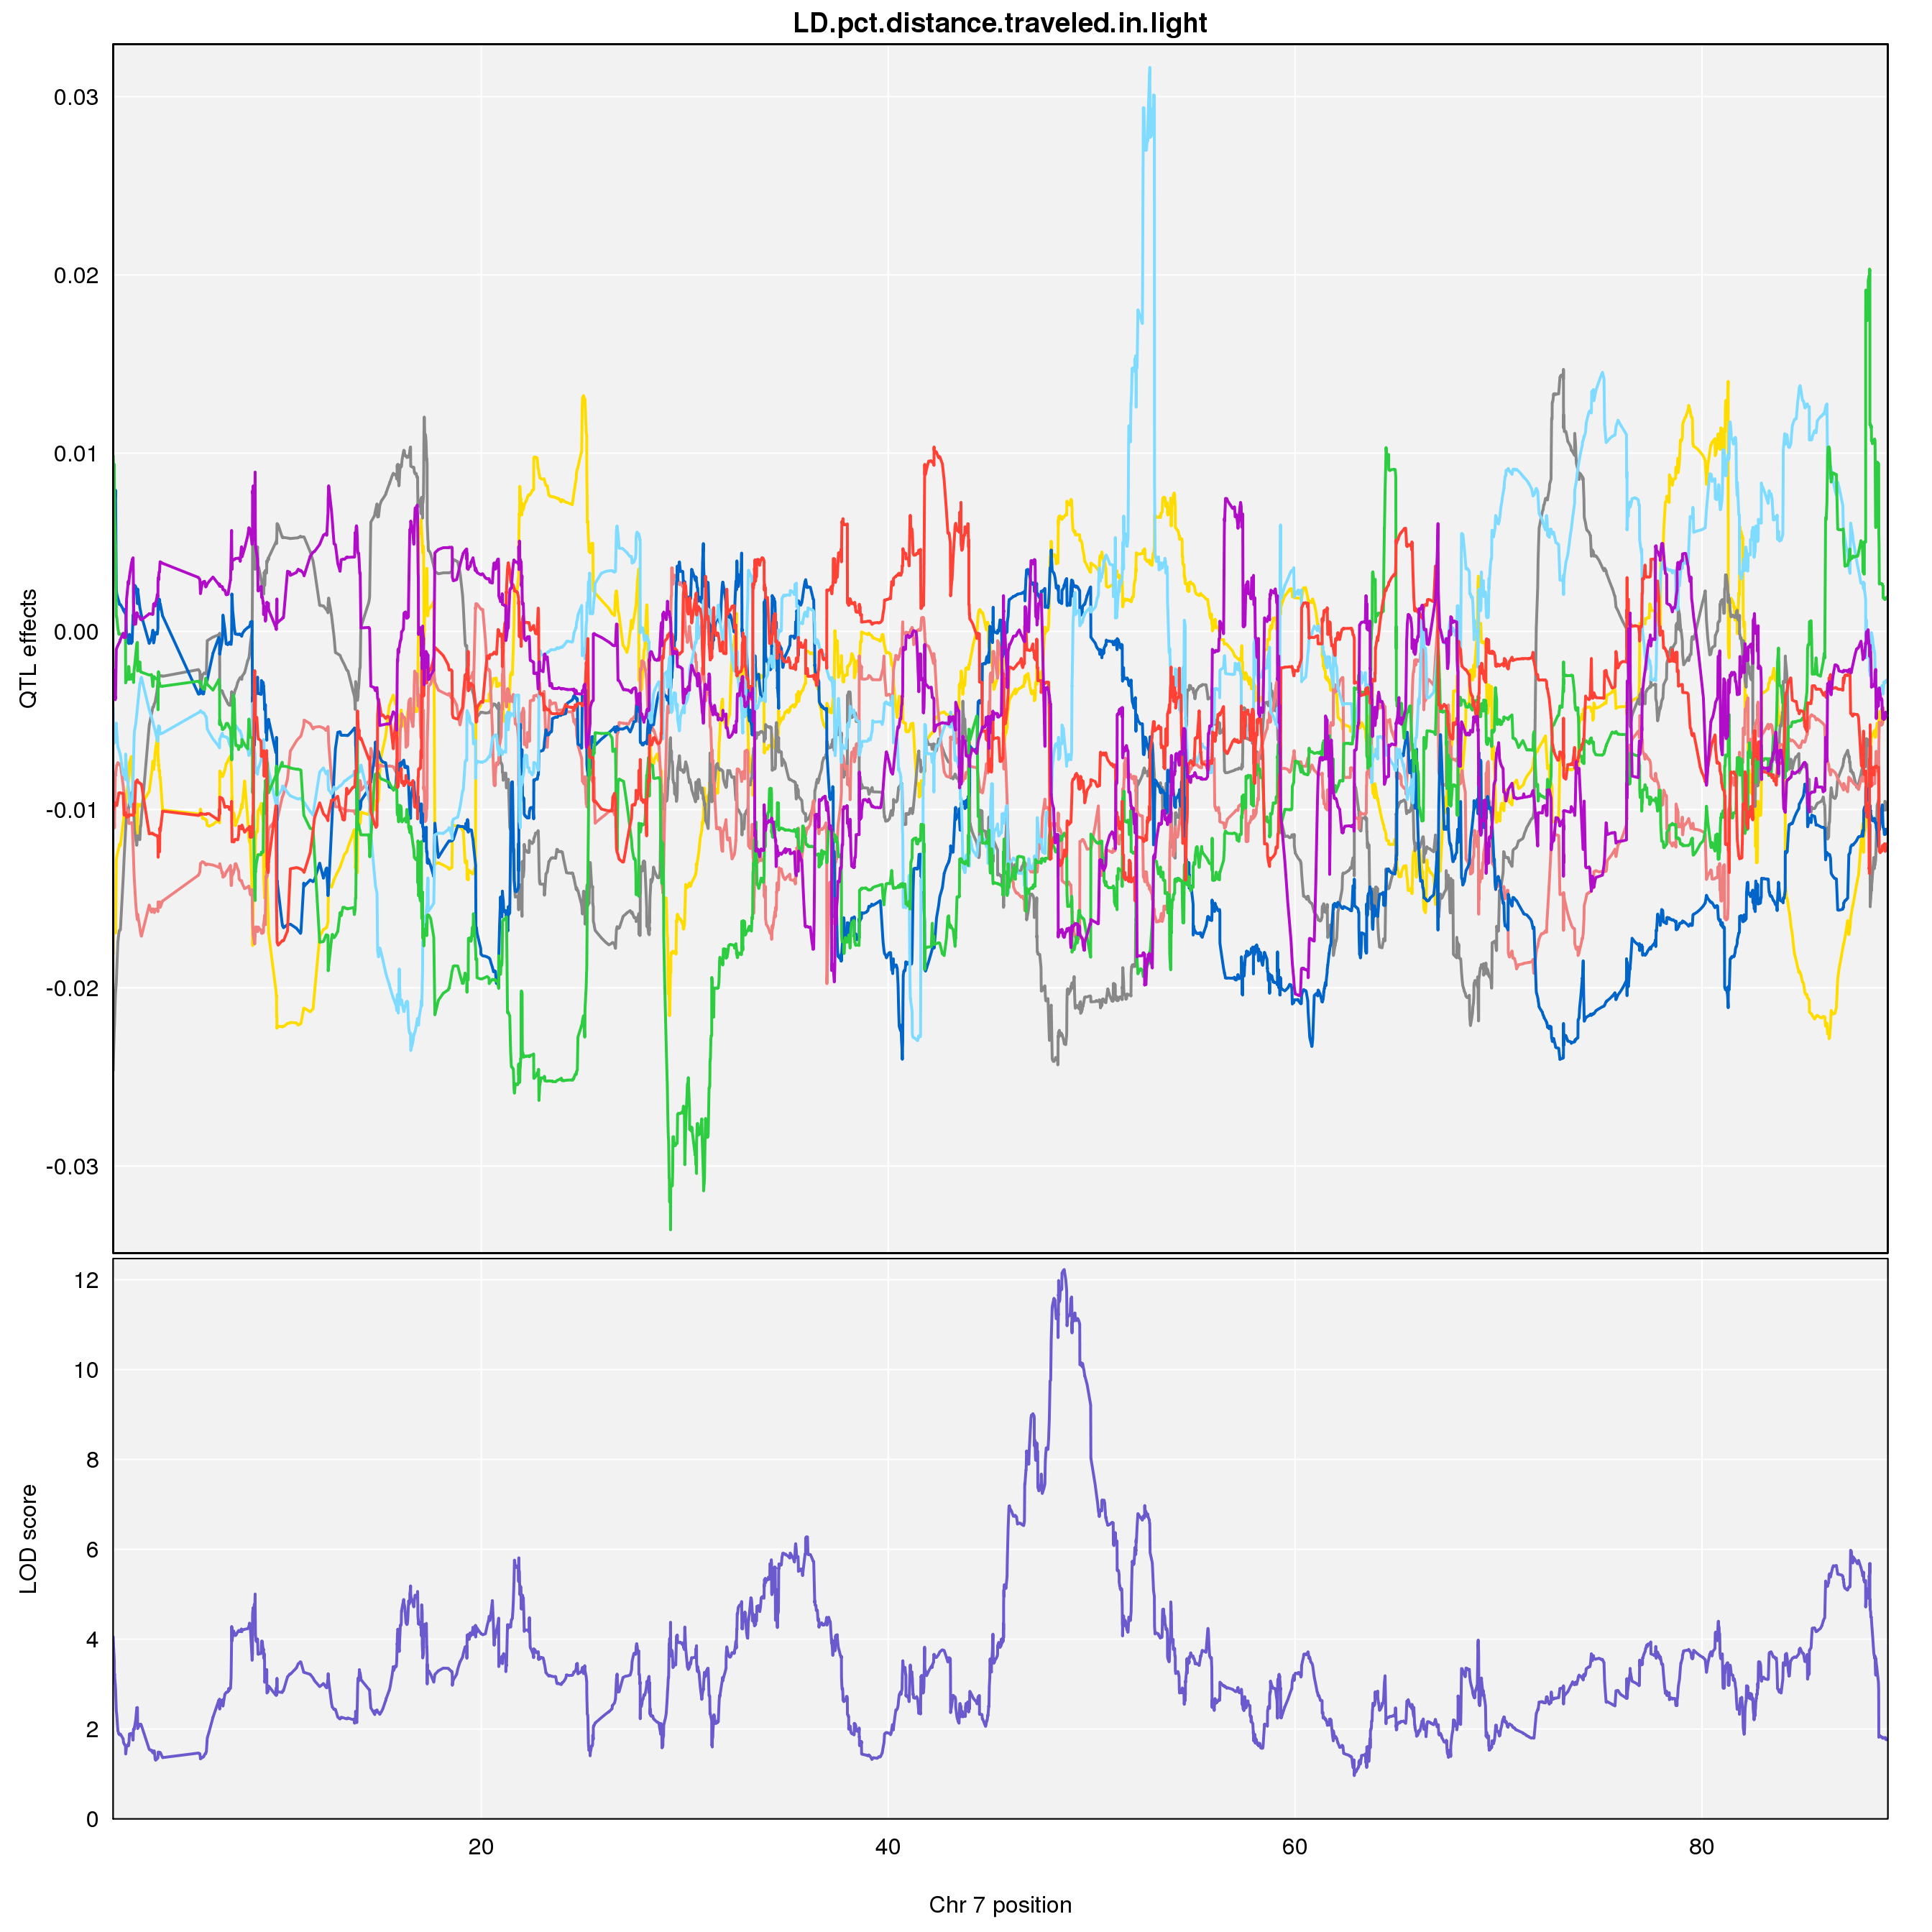 LD.pct.distance.traveled.in.light
0.03
0.02
0.01
0.00
-0.01
-0.02
-0.03
QTL effects
12
10
8
6
4
2
0
LOD score
20 40 60 80
Chr 7 position